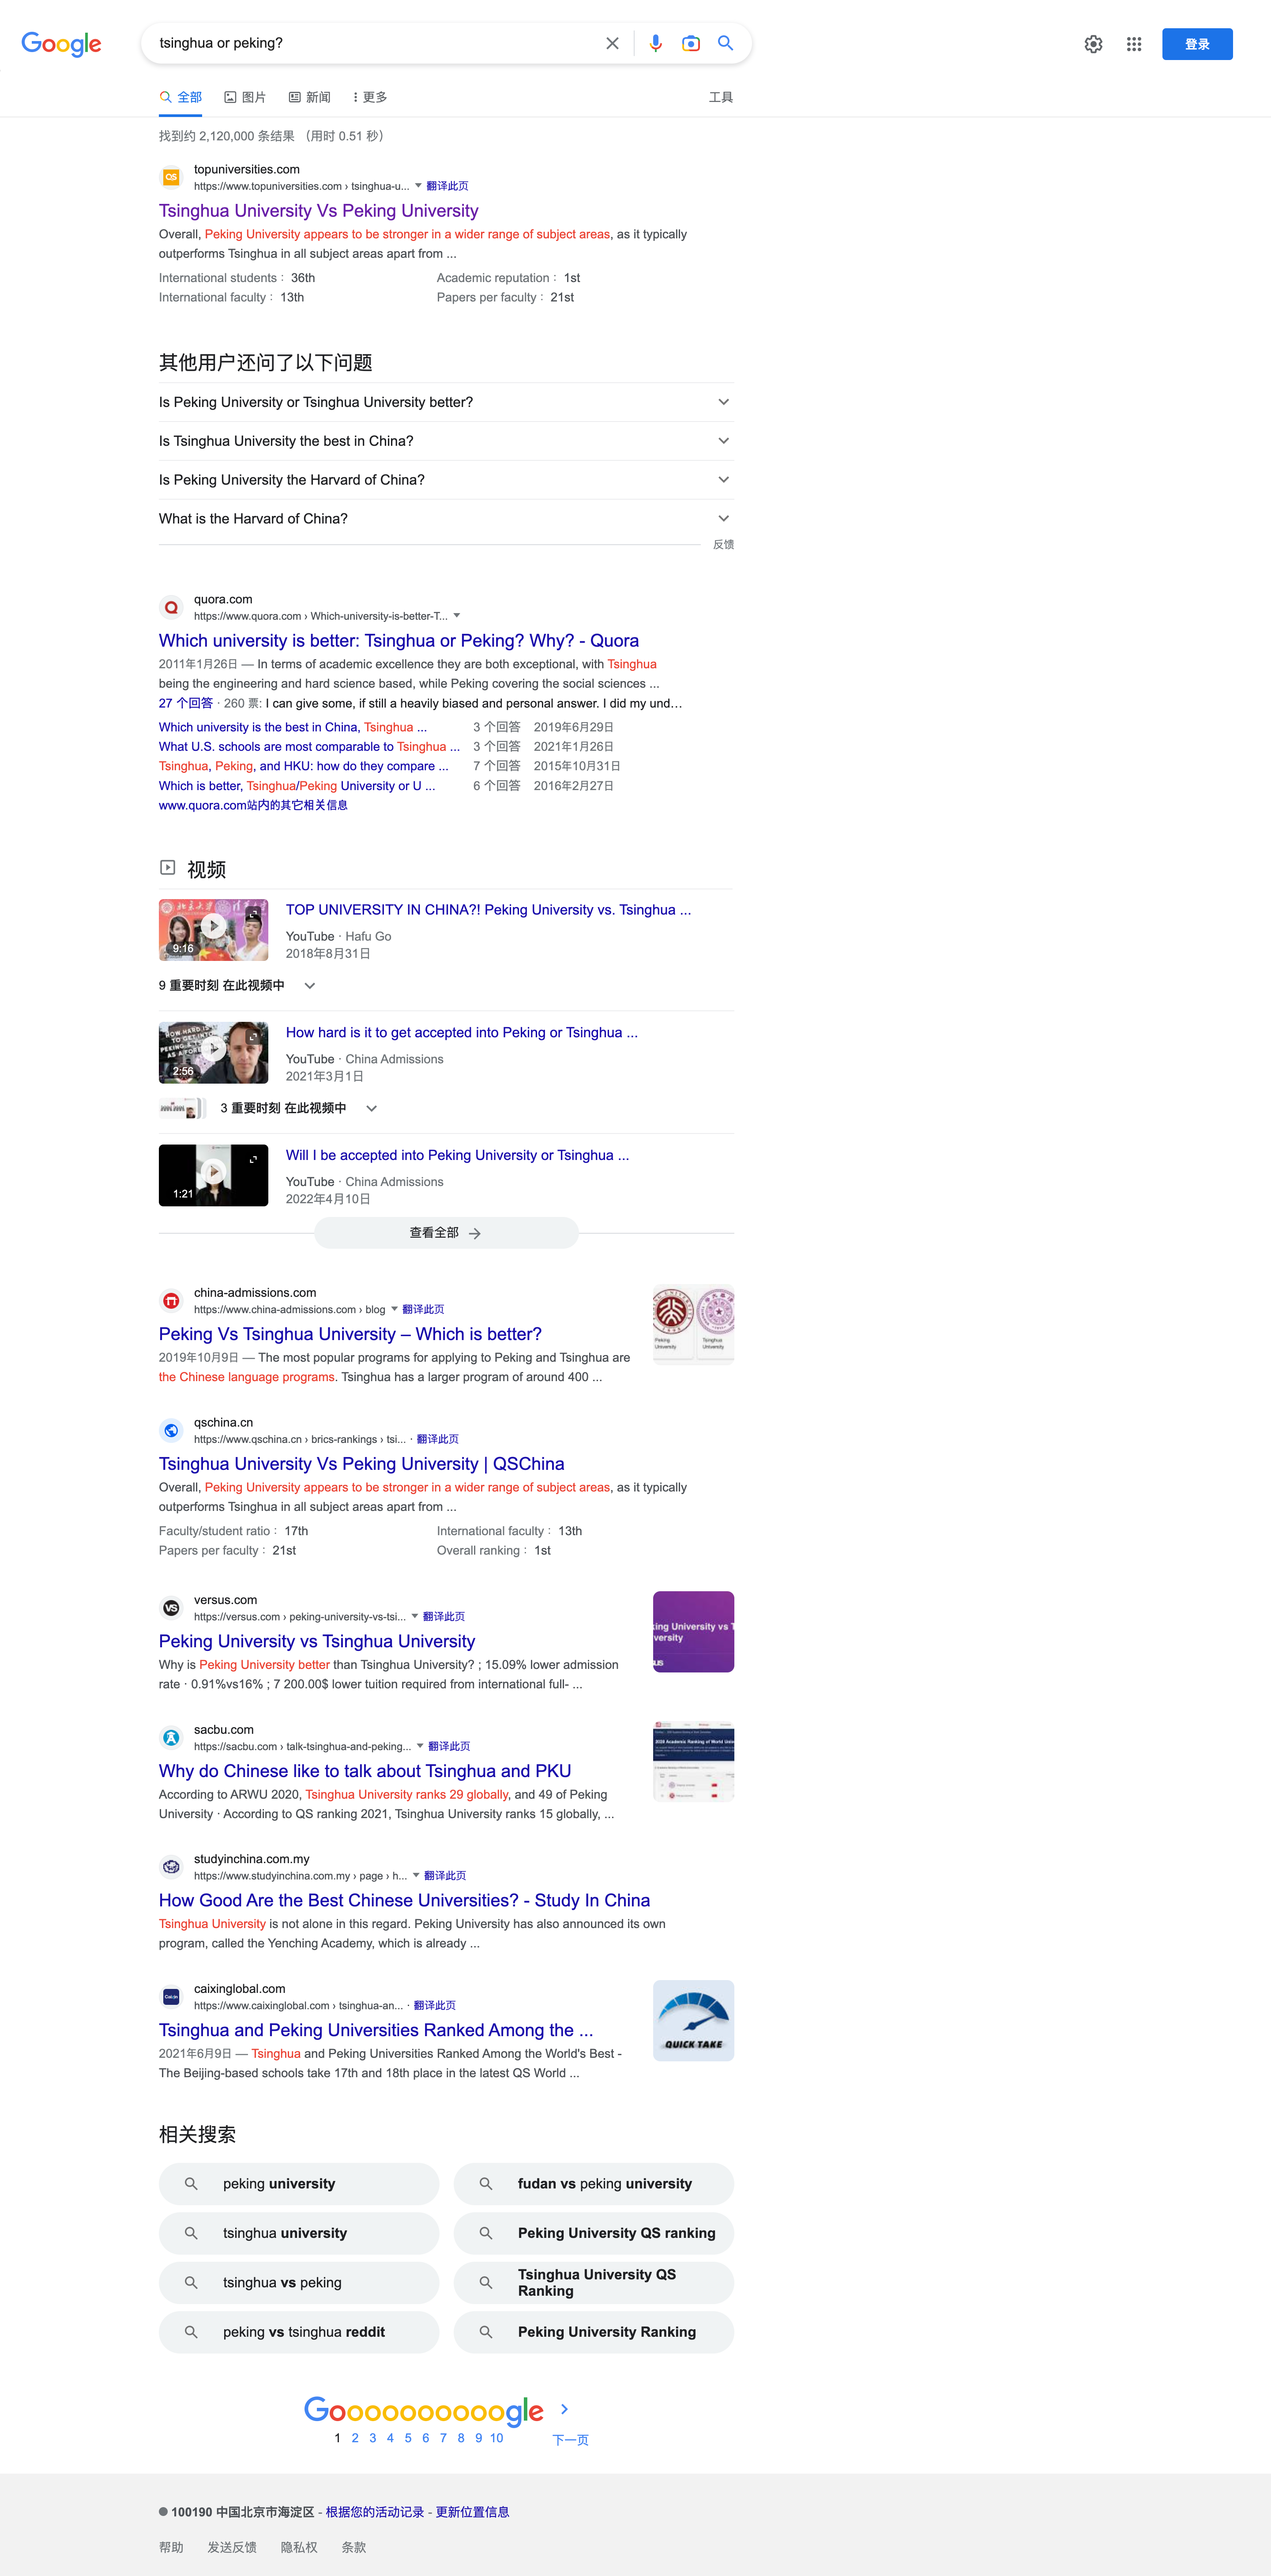 Google
tsinghua or peking?
登录
全部
图片
新闻
更多
工具
找到约 2,120,000 条结果 （用时 0.51 秒）
topuniversities.com
https://www.topuniversities.com › tsinghua-u...
翻译此页
Tsinghua University Vs Peking University
Overall, Peking University appears to be stronger in a wider range of subject areas, as it typically
outperforms Tsinghua in all subject areas apart from ...
International students： 36th
Academic reputation： 1st
International faculty： 13th
Papers per faculty： 21st
其他用户还问了以下问题
Is Peking University or Tsinghua University better?
Is Tsinghua University the best in China?
Is Peking University the Harvard of China?
What is the Harvard of China?
反馈
quora.com
https://www.quora.com › Which-university-is-better-T...
Which university is better: Tsinghua or Peking? Why? - Quora
2011年1月26日 — In terms of academic excellence they are both exceptional, with Tsinghua
being the engineering and hard science based, while Peking covering the social sciences ...
27 个回答 · 260 票: I can give some, if still a heavily biased and personal answer. I did my und…
Which university is the best in China, Tsinghua ... 3 个回答 2019年6月29日
What U.S. schools are most comparable to Tsinghua ... 3 个回答 2021年1月26日
Tsinghua, Peking, and HKU: how do they compare ... 7 个回答 2015年10月31日
Which is better, Tsinghua/Peking University or U ... 6 个回答 2016年2月27日
www.quora.com站内的其它相关信息
视频
TOP UNIVERSITY IN CHINA?! Peking University vs. Tsinghua ...
YouTube · Hafu Go
2018年8月31日
9:16
9 重要时刻 在此视频中
How hard is it to get accepted into Peking or Tsinghua ...
YouTube · China Admissions
2021年3月1日
2:56
3 重要时刻 在此视频中
Will I be accepted into Peking University or Tsinghua ...
YouTube · China Admissions
2022年4月10日
1:21
查看全部
china-admissions.com
https://www.china-admissions.com › blog
翻译此页
Peking Vs Tsinghua University – Which is better?
2019年10月9日 — The most popular programs for applying to Peking and Tsinghua are
the Chinese language programs. Tsinghua has a larger program of around 400 ...
Peking
University
Tsinghua
University
qschina.cn
https://www.qschina.cn › brics-rankings › tsi... · 翻译此页
Tsinghua University Vs Peking University | QSChina
Overall, Peking University appears to be stronger in a wider range of subject areas, as it typically
outperforms Tsinghua in all subject areas apart from ...
Faculty/student ratio： 17th
International faculty： 13th
Papers per faculty： 21st
Overall ranking： 1st
versus.com
https://versus.com › peking-university-vs-tsi...
翻译此页
Peking University vs Tsinghua University
Why is Peking University better than Tsinghua University? ; 15.09% lower admission
rate · 0.91%vs16% ; 7 200.00$ lower tuition required from international full- ...
sacbu.com
https://sacbu.com › talk-tsinghua-and-peking...
翻译此页
Why do Chinese like to talk about Tsinghua and PKU
According to ARWU 2020, Tsinghua University ranks 29 globally, and 49 of Peking
University · According to QS ranking 2021, Tsinghua University ranks 15 globally, ...
studyinchina.com.my
https://www.studyinchina.com.my › page › h...
翻译此页
How Good Are the Best Chinese Universities? - Study In China
Tsinghua University is not alone in this regard. Peking University has also announced its own
program, called the Yenching Academy, which is already ...
caixinglobal.com
https://www.caixinglobal.com › tsinghua-an... · 翻译此页
Tsinghua and Peking Universities Ranked Among the ...
2021年6月9日 — Tsinghua and Peking Universities Ranked Among the World's Best -
The Beijing-based schools take 17th and 18th place in the latest QS World ...
QUICK TAKE
相关搜索
peking university
fudan vs peking university
tsinghua university
Peking University QS ranking
tsinghua vs peking
Tsinghua University QS
Ranking
peking vs tsinghua reddit
Peking University Ranking
Goooooooooogle
1 2 3 4 5 6 7 8 9 10
下一页
100190 中国北京市海淀区 - 根据您的活动记录 - 更新位置信息
帮助
发送反馈
隐私权
条款